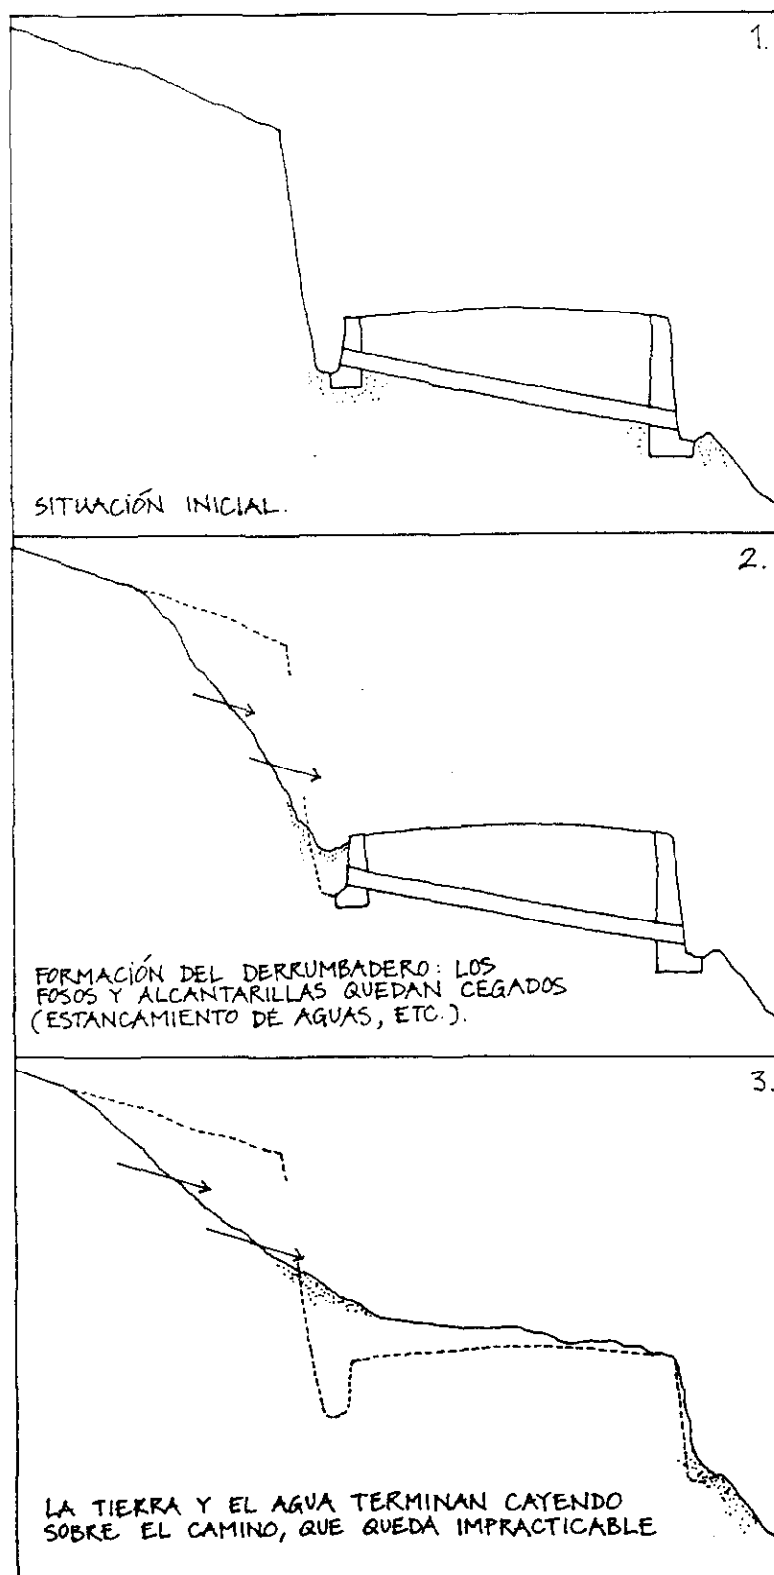 1.
SITUACIÓN INICIAL.
2.
FORMACIÓN DEL DERRUMBADERO: LOS
FOSOS Y ALCANTARILLAS QUEDAN CEGADOS
(ESTANCAMIENTO DE AGUAS, ETC.).
3.
LA TIERRA Y EL AGUA TERMINAN CAYENDO
SOBRE EL CAMINO, QUE QUEDA IMPRACTICABLE